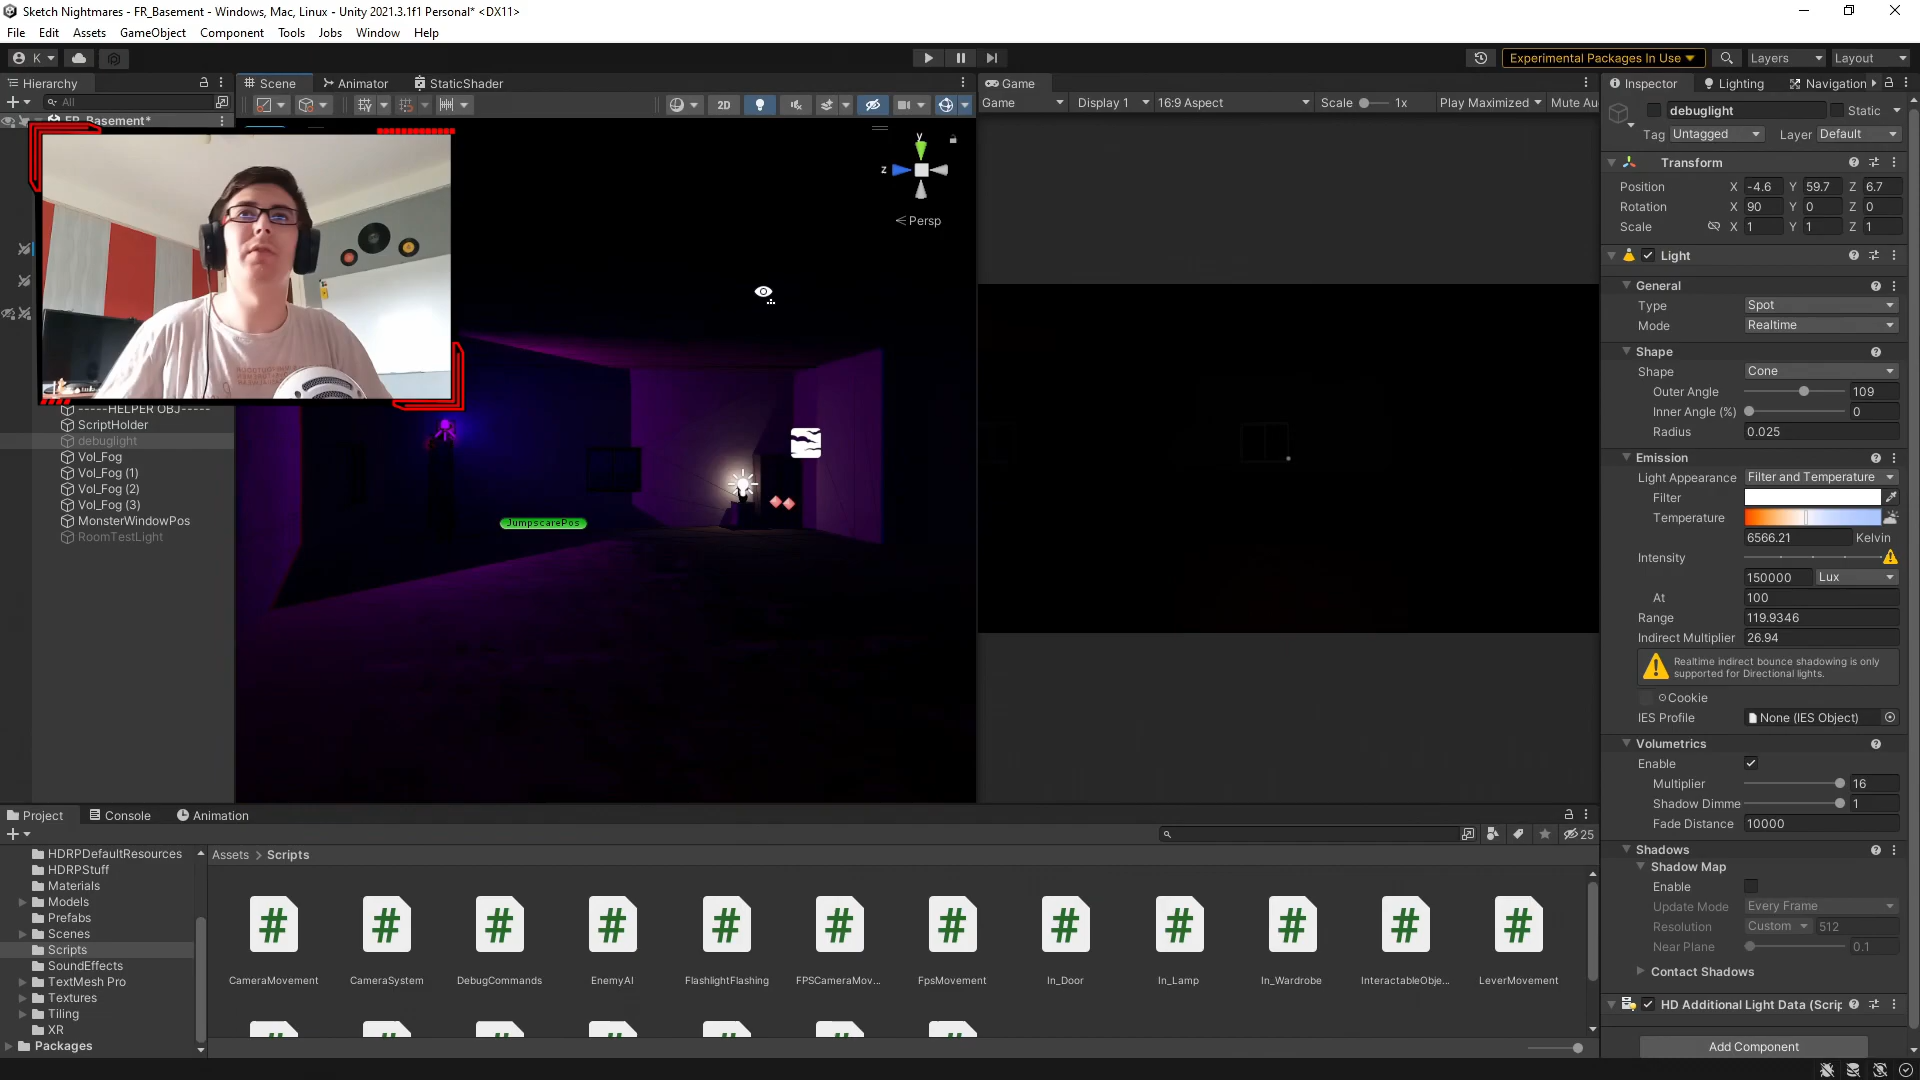 Sketch Nightmares - FR_Basement - Windows, Mac, Linux - Unity 2021.3.1f1 Personal* <DX11>
File Edit Assets GameObject Component Tools Jobs Window Help
K Experimental Packages In Use Layers Layout
Hierarchy
All
FR_Basement*
-----HELPER OBJ-----
ScriptHolder
debuglight
Vol_Fog
Vol_Fog (1)
Vol_Fog (2)
Vol_Fog (3)
MonsterWindowPos
RoomTestLight
Scene Animator StaticShader
2D
y
z
Persp
JumpscarePos
Game
Game Display 1 16:9 Aspect Scale 1x Play Maximized Mute Au
Inspector Lighting Navigation
debuglight Static
Tag Untagged Layer Default
Transform
Position X -4.6 Y 59.7 Z 6.7
Rotation X 90 Y 0 Z 0
Scale X 1 Y 1 Z 1
Light
General
Type Spot
Mode Realtime
Shape
Shape Cone
Outer Angle 109
Inner Angle (%) 0
Radius 0.025
Emission
Light Appearance Filter and Temperature
Filter
Temperature
6566.21 Kelvin
Intensity
150000 Lux
At 100
Range 119.9346
Indirect Multiplier 26.94
Realtime indirect bounce shadowing is only
supported for Directional lights.
Cookie
IES Profile None (IES Object)
Volumetrics
Enable
Multiplier 16
Shadow Dimme 1
Fade Distance 10000
Shadows
Shadow Map
Enable
Update Mode Every Frame
Resolution Custom 512
Near Plane 0.1
Contact Shadows
HD Additional Light Data (Scrip
Add Component
Project Console Animation
25
HDRPDefaultResources
HDRPStuff
Materials
Models
Prefabs
Scenes
Scripts
SoundEffects
TextMesh Pro
Textures
Tiling
XR
Packages
Assets > Scripts
CameraMovement CameraSystem DebugCommands EnemyAI FlashlightFlashing FPSCameraMov... FpsMovement In_Door In_Lamp In_Wardrobe InteractableObje... LeverMovement